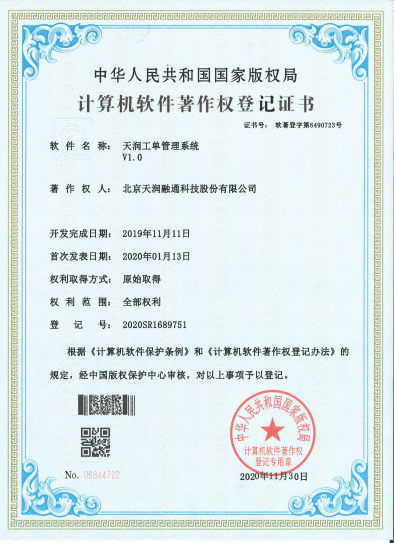 中华人民共和国国家版权局
计算机软件著作权登记证书
证书号： 软著登字第6490723号
软件名称： 天润工单管理系统
V1.0
著作权人： 北京天润融通科技股份有限公司
开发完成日期： 2019年11月11日
首次发表日期： 2020年01月13日
权利取得方式： 原始取得
权利范围： 全部权利
登记号： 2020SR1689751
根据《计算机软件保护条例》和《计算机软件著作权登记办法》的
规定，经中国版权保护中心审核，对以上事项予以登记。
中华人民共和国国家版权局
计算机软件著作权
登记专用章
No. 06844722
2020年11月30日